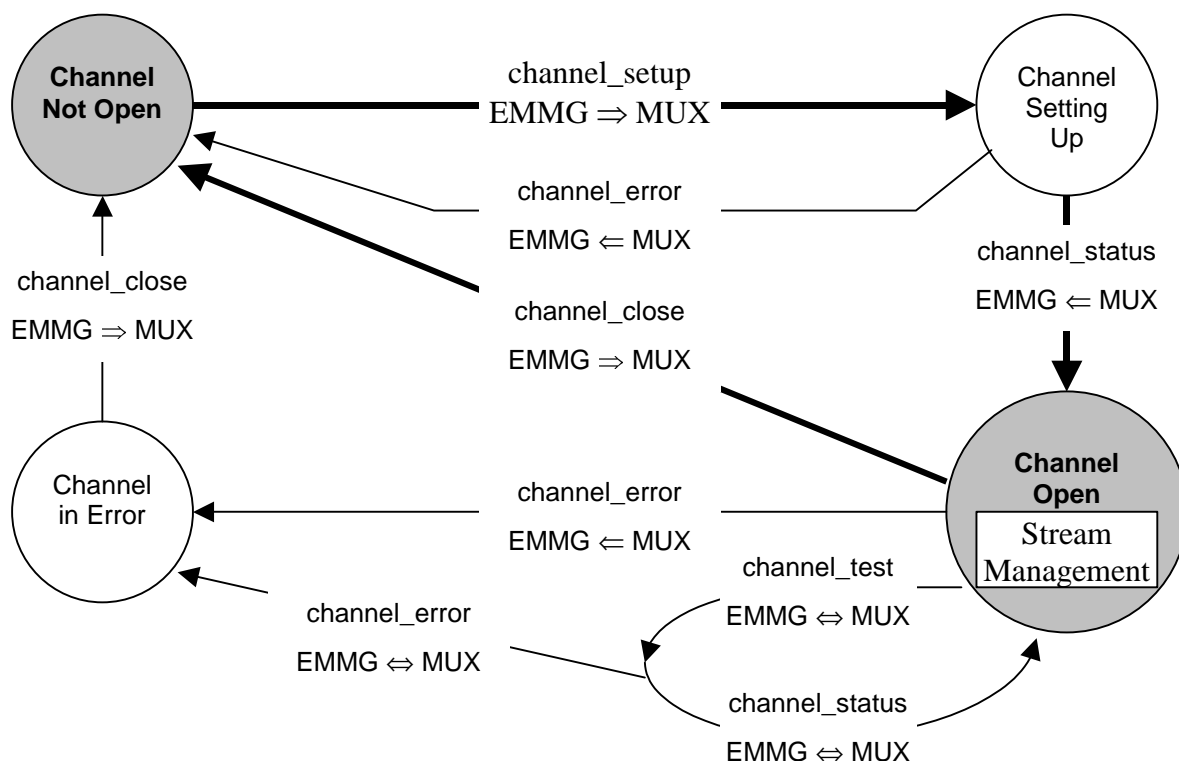 Channel
Not Open
channel_setup
EMMG ⇒ MUX
Channel
Setting
Up
channel_error
EMMG ⇐ MUX
channel_status
EMMG ⇐ MUX
channel_close
EMMG ⇒ MUX
channel_close
EMMG ⇒ MUX
Channel
in Error
channel_error
EMMG ⇐ MUX
Channel
Open
Stream
Management
channel_test
EMMG ⇔ MUX
channel_error
EMMG ⇔ MUX
channel_status
EMMG ⇔ MUX